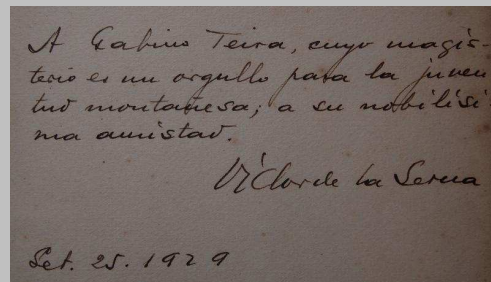 A Gabino Teira, cuyo magis-
terio es un orgullo para la juven
tud montañesa; a su nobilísi
ma amistad.
Víctor de la Serna
Set. 25. 1929